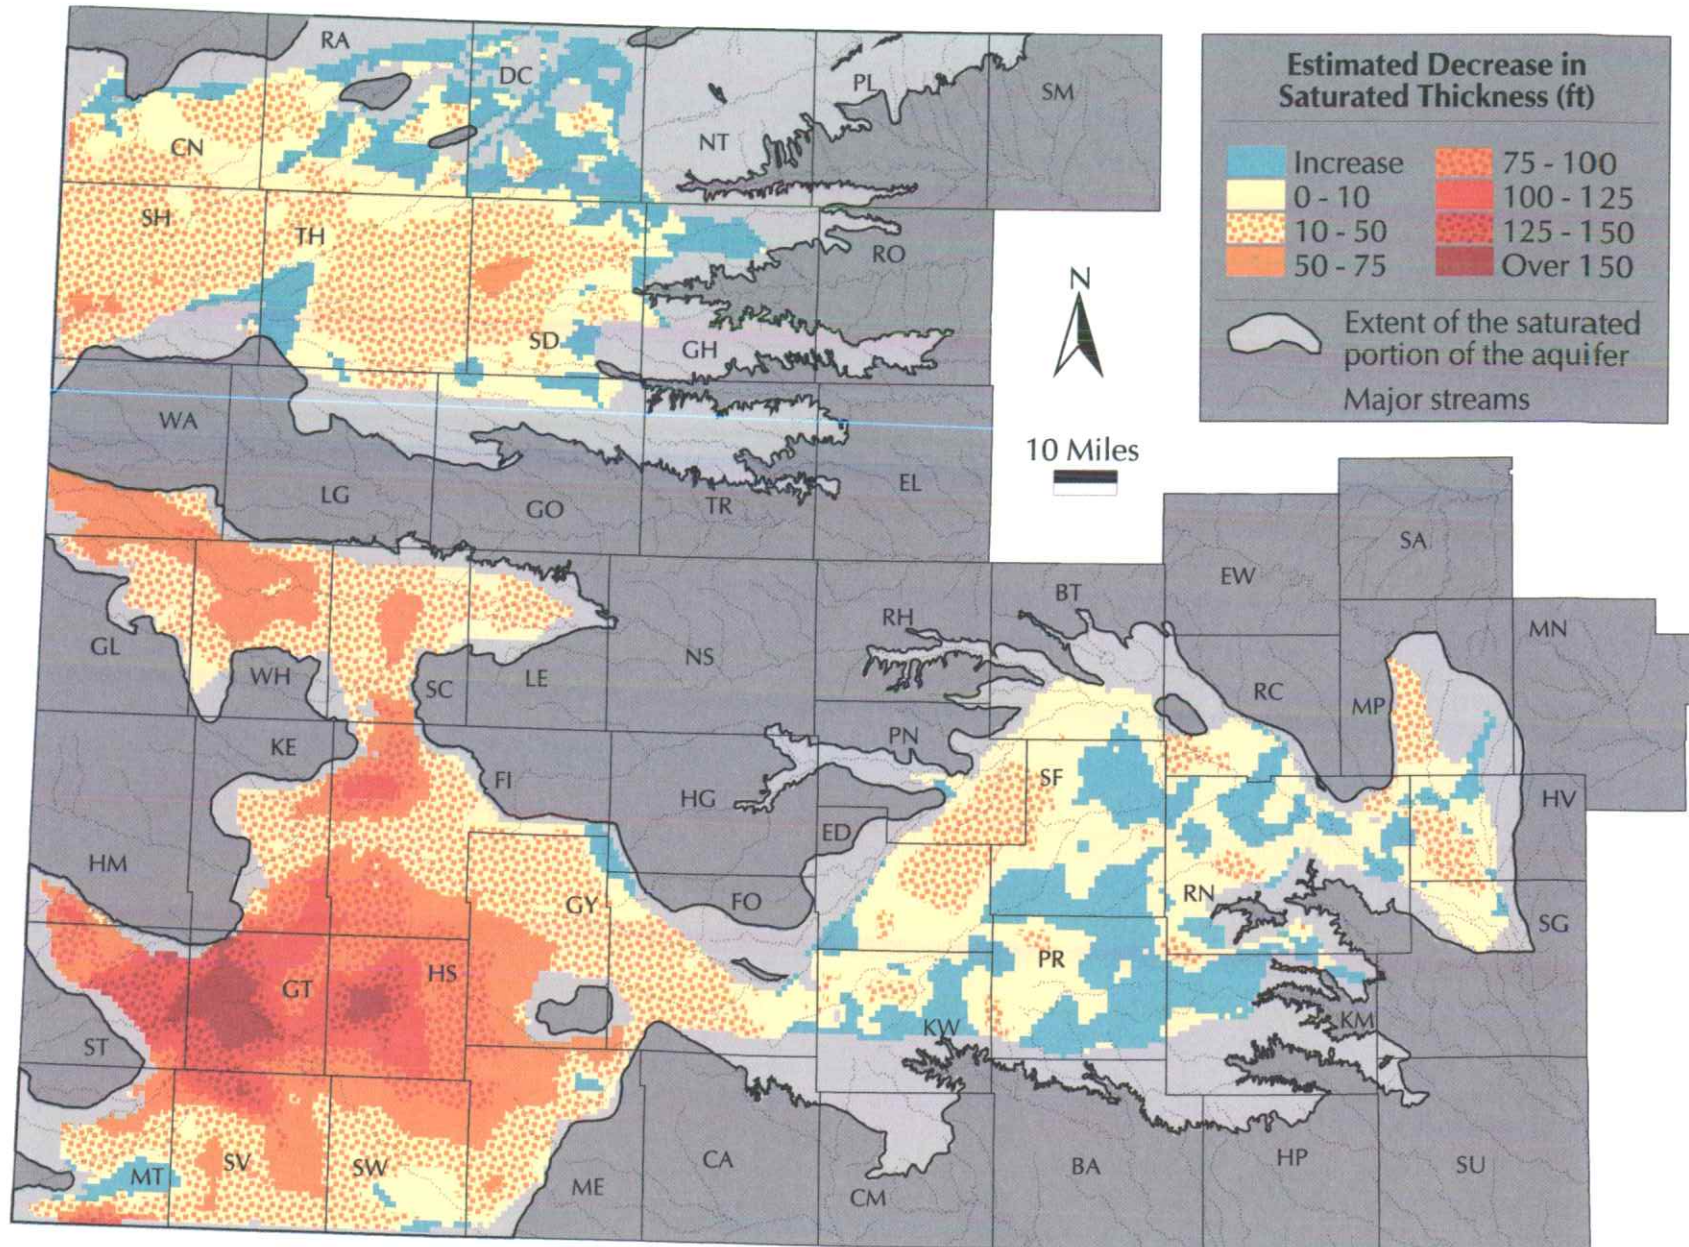 Estimated Decrease in
Saturated Thickness (ft)
Increase
0 - 10
10 - 50
50 - 75
75 - 100
100 - 125
125 - 150
Over 150
Extent of the saturated
portion of the aquifer
Major streams
N
10 Miles
RA
DC
NT
PL
SM
CN
SH
TH
SD
GH
RO
WA
LG
GO
TR
EL
GL
WH
SC
LE
NS
RH
BT
EW
SA
RC
MP
MN
KE
FI
HG
PN
ED
SF
HV
HM
GY
FO
RN
SG
ST
GT
HS
KW
PR
KM
MT
SV
SW
ME
CA
CM
BA
HP
SU